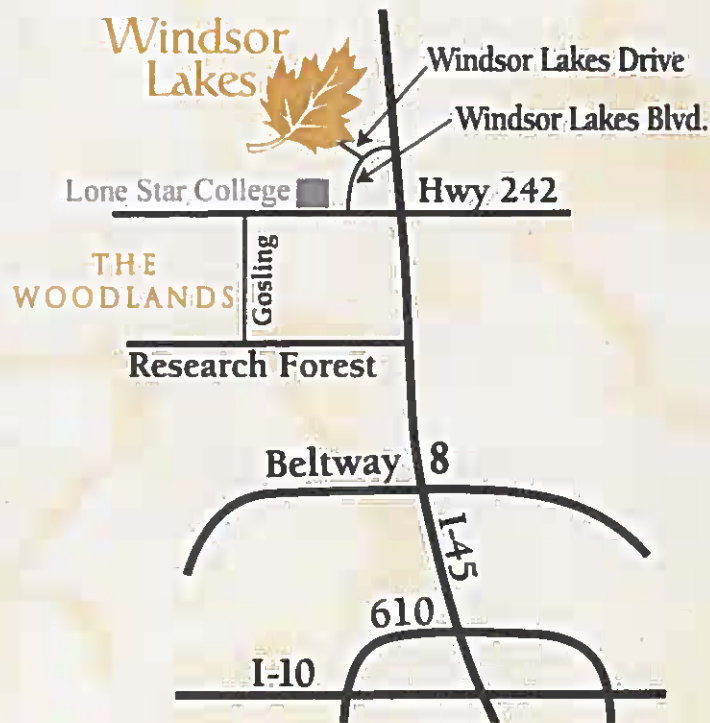 Windsor
Lakes
Windsor Lakes Drive
Windsor Lakes Blvd.
Lone Star College
Hwy 242
THE
WOODLANDS
Gosling
Research Forest
Beltway 8
I-45
610
I-10